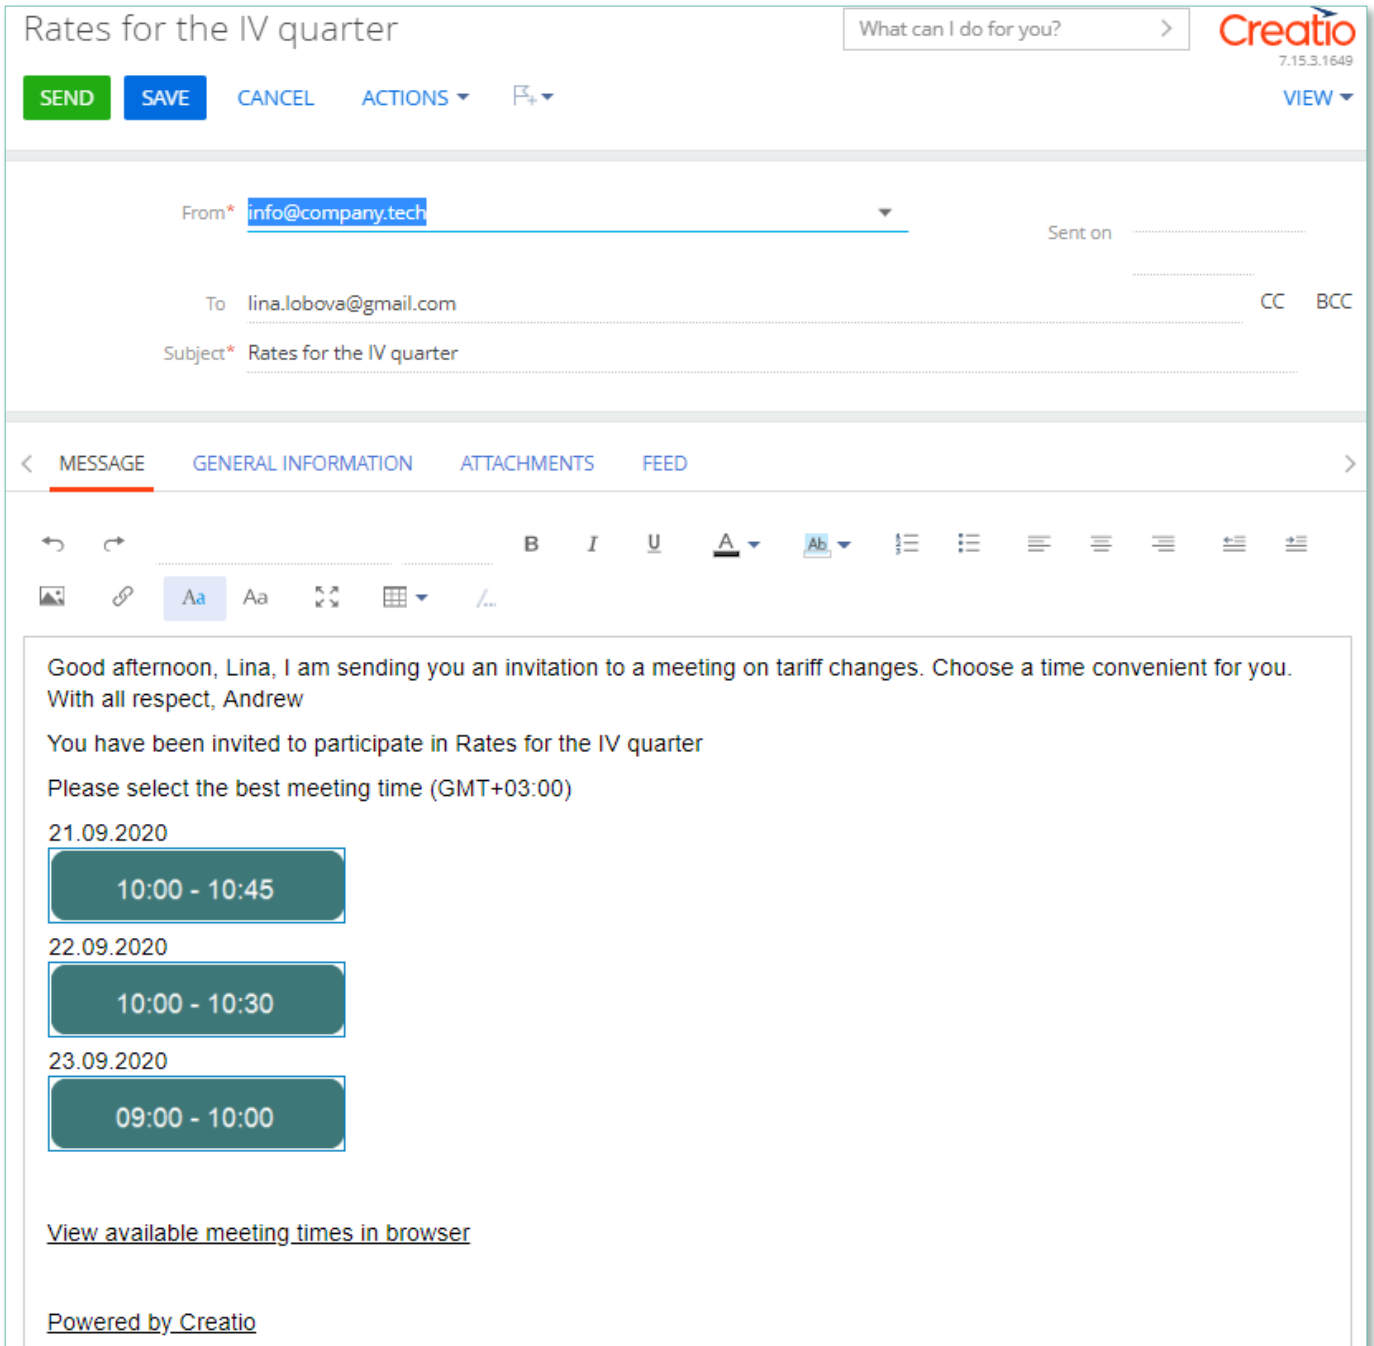 Rates for the IV quarter
What can I do for you?
Creatio
7.15.3.1649
SEND SAVE CANCEL ACTIONS VIEW
From* info@company.tech
Sent on
To lina.lobova@gmail.com CC BCC
Subject* Rates for the IV quarter
MESSAGE GENERAL INFORMATION ATTACHMENTS FEED
B I U A Ab
Aa Aa
Good afternoon, Lina, I am sending you an invitation to a meeting on tariff changes. Choose a time convenient for you.
With all respect, Andrew
You have been invited to participate in Rates for the IV quarter
Please select the best meeting time (GMT+03:00)
21.09.2020
10:00 - 10:45
22.09.2020
10:00 - 10:30
23.09.2020
09:00 - 10:00
View available meeting times in browser
Powered by Creatio